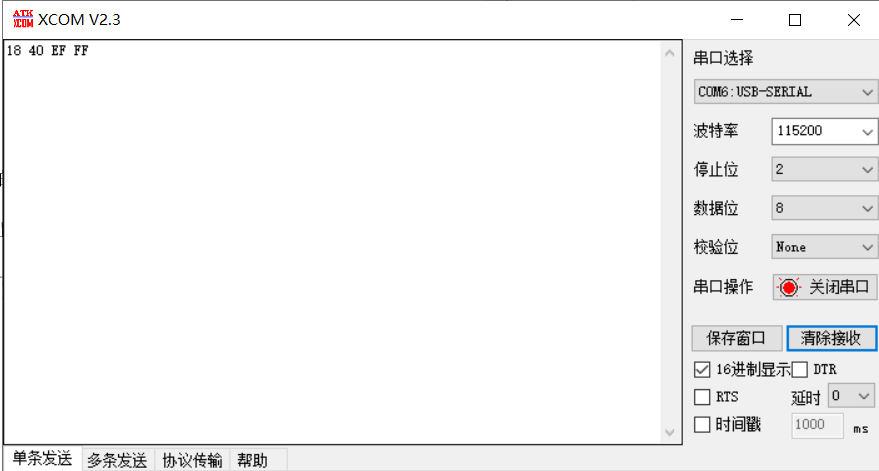 ATK XCOM XCOM V2.3
18 40 EF FF
串口选择
COM6:USB-SERIAL
波特率 115200
停止位 2
数据位 8
校验位 None
串口操作 关闭串口
保存窗口 清除接收
16进制显示 DTR
RTS 延时 0
时间戳 1000 ms
单条发送 多条发送 协议传输 帮助